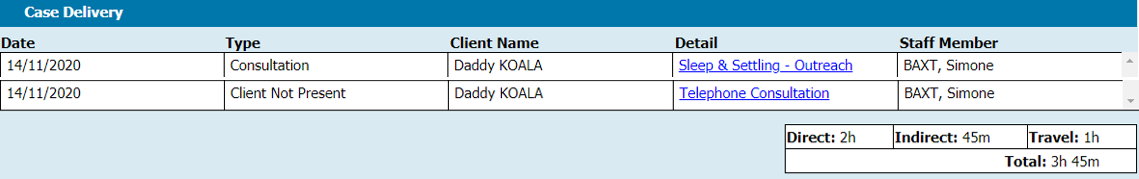 Case Delivery
Date Type Client Name Detail Staff Member
14/11/2020 Consultation Daddy KOALA Sleep & Settling - Outreach BAXT, Simone
14/11/2020 Client Not Present Daddy KOALA Telephone Consultation BAXT, Simone
Direct: 2h Indirect: 45m Travel: 1h
Total: 3h 45m